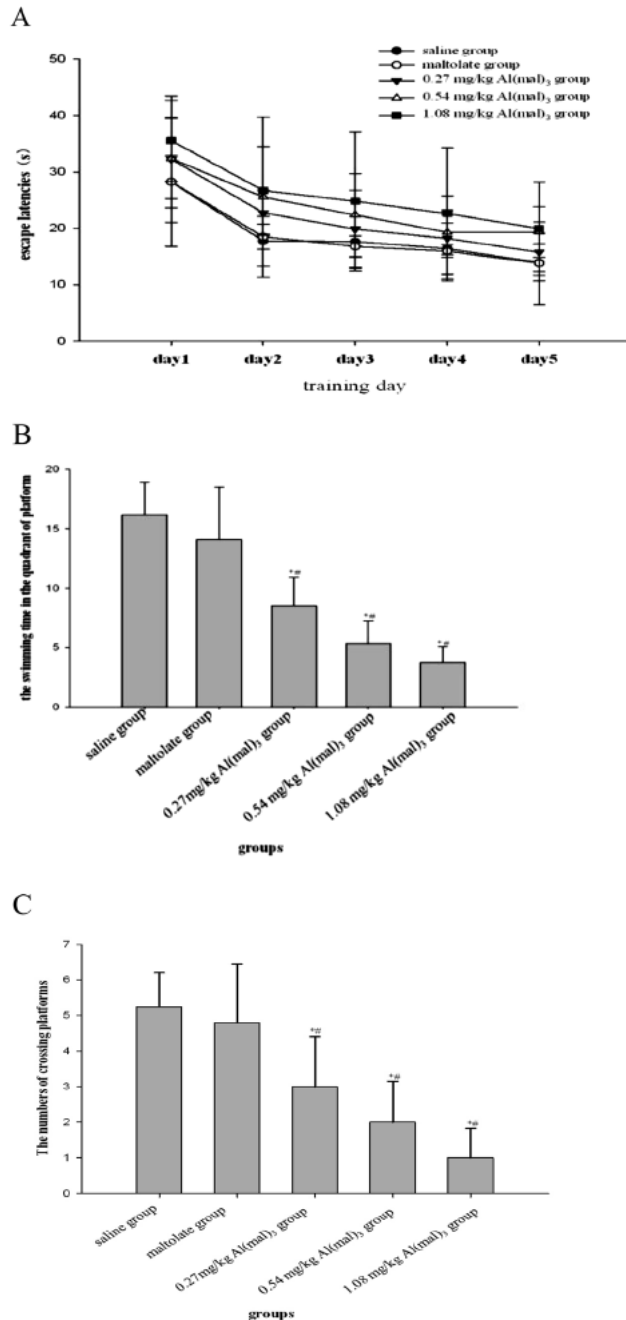 A
saline group
maltolate group
0.27 mg/kg Al(mal)₃ group
0.54 mg/kg Al(mal)₃ group
1.08 mg/kg Al(mal)₃ group
escape latencies (s)
50
40
30
20
10
0
day1 day2 day3 day4 day5
training day
B
the swimming time in the quadrant of platform
20
15
10
5
0
*#
*#
*#
saline group
maltolate group
0.27mg/kg Al(mal)₃ group
0.54 mg/kg Al(mal)₃ group
1.08 mg/kg Al(mal)₃ group
groups
C
The numbers of crossing platforms
7
6
5
4
3
2
1
0
*#
*#
*#
saline group
maltolate group
0.27mg/kg Al(mal)₃ group
0.54 mg/kg Al(mal)₃ group
1.08 mg/kg Al(mal)₃ group
groups